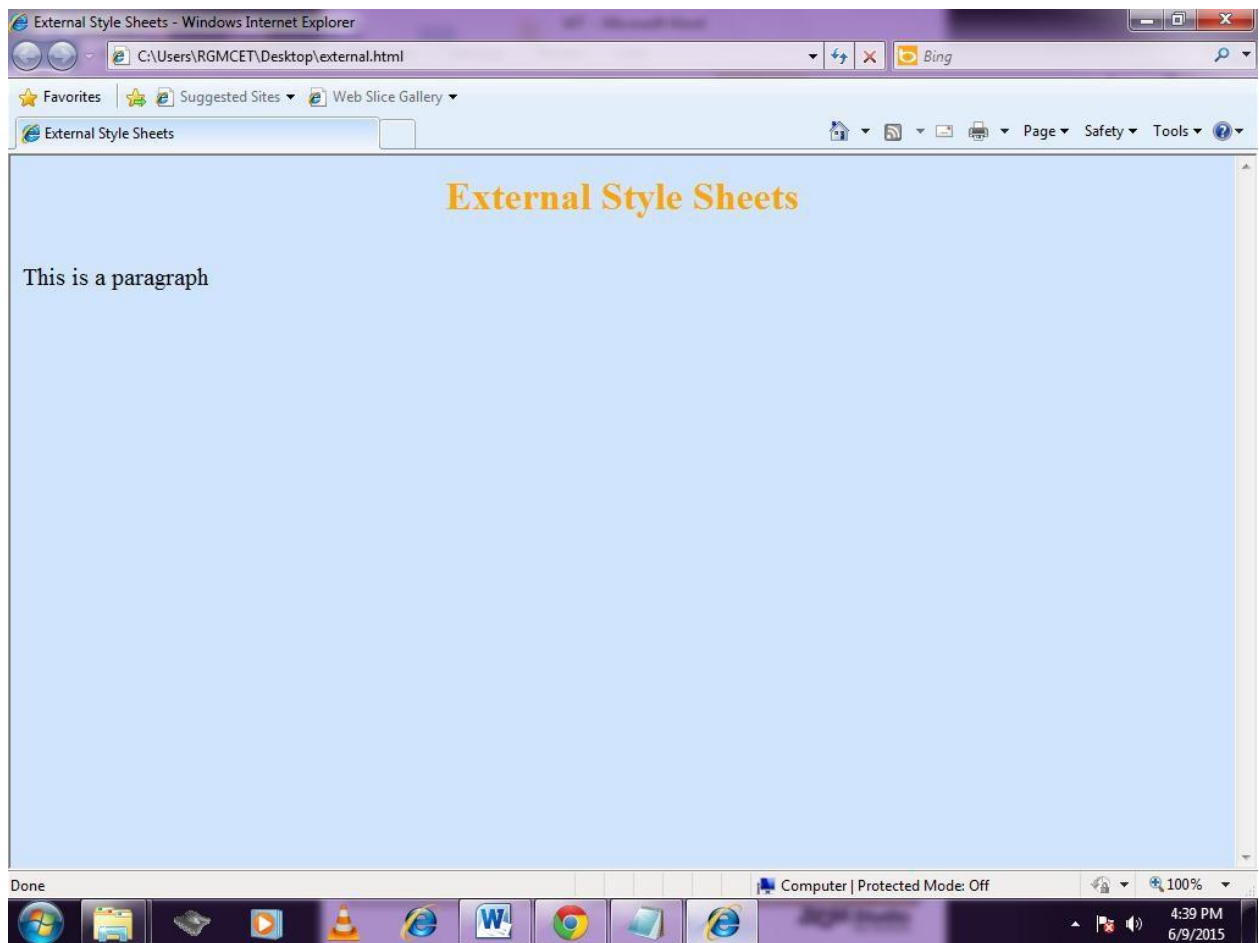 External Style Sheets - Windows Internet Explorer
C:\Users\RGMCET\Desktop\external.html
Bing
Favorites Suggested Sites Web Slice Gallery
External Style Sheets
Page Safety Tools
External Style Sheets
This is a paragraph
Done
Computer | Protected Mode: Off
100%
4:39 PM
6/9/2015